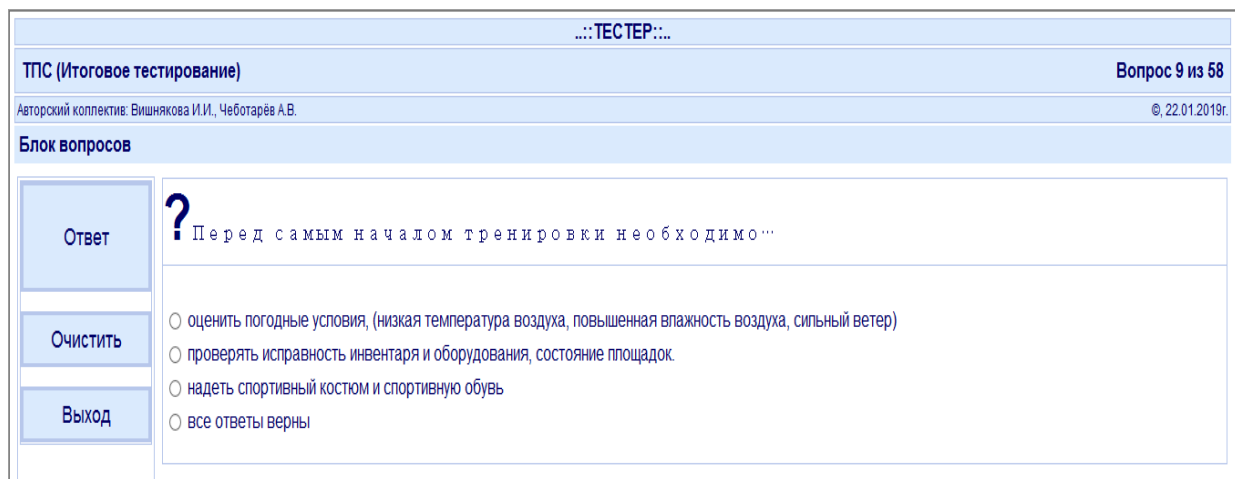 ..::ТЕСТЕР::..
ТПС (Итоговое тестирование) Вопрос 9 из 58
Авторский коллектив: Вишнякова И.И., Чеботарёв А.В. ©, 22.01.2019г.
Блок вопросов
Ответ
Очистить
Выход
?Перед самым началом тренировки необходимо…
оценить погодные условия, (низкая температура воздуха, повышенная влажность воздуха, сильный ветер)
проверять исправность инвентаря и оборудования, состояние площадок.
надеть спортивный костюм и спортивную обувь
все ответы верны